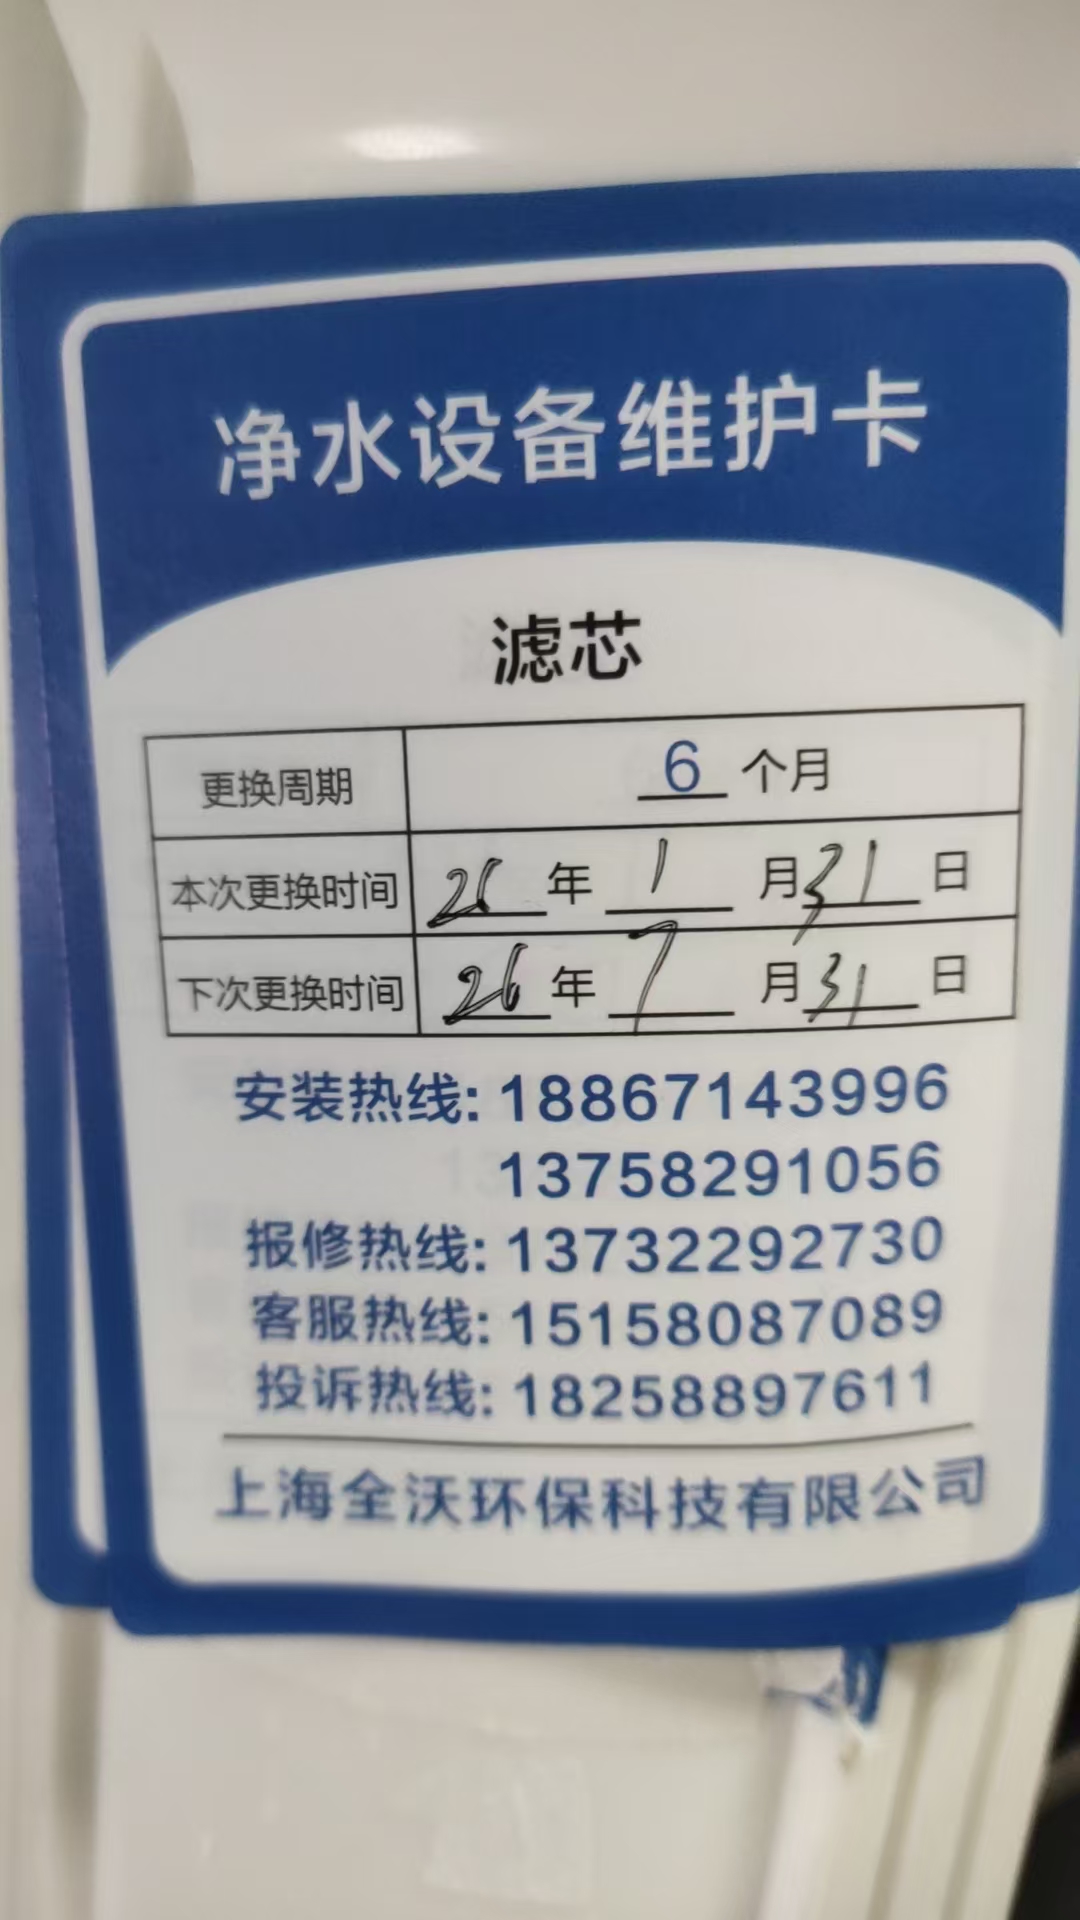 净水设备维护卡
滤芯
更换周期 6 个月
本次更换时间 26 年 1 月 31 日
下次更换时间 26 年 7 月 31 日
安装热线: 18867143996
13758291056
报修热线: 13732292730
客服热线: 15158087089
投诉热线: 18258897611
上海全沃环保科技有限公司